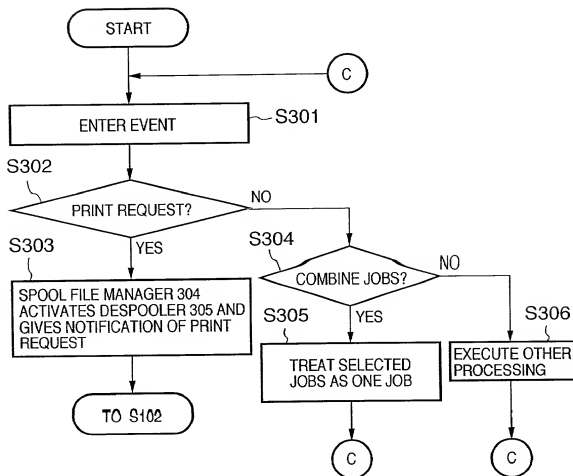 START
C
ENTER EVENT
S301
S302
PRINT REQUEST?
NO
YES
S303
SPOOL FILE MANAGER 304
ACTIVATES DESPOOLER 305 AND
GIVES NOTIFICATION OF PRINT
REQUEST
TO S102
S304
COMBINE JOBS?
NO
YES
S305
TREAT SELECTED
JOBS AS ONE JOB
C
S306
EXECUTE OTHER
PROCESSING
C